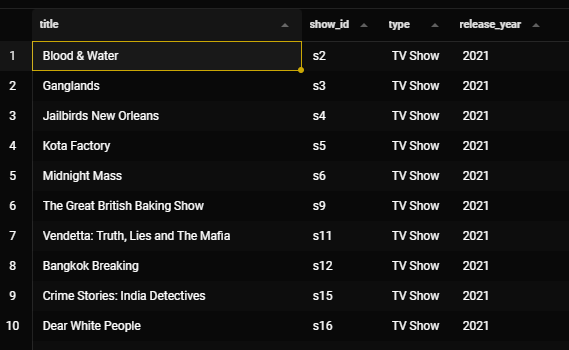 title show_id type release_year
1 Blood & Water s2 TV Show 2021
2 Ganglands s3 TV Show 2021
3 Jailbirds New Orleans s4 TV Show 2021
4 Kota Factory s5 TV Show 2021
5 Midnight Mass s6 TV Show 2021
6 The Great British Baking Show s9 TV Show 2021
7 Vendetta: Truth, Lies and The Mafia s11 TV Show 2021
8 Bangkok Breaking s12 TV Show 2021
9 Crime Stories: India Detectives s15 TV Show 2021
10 Dear White People s16 TV Show 2021